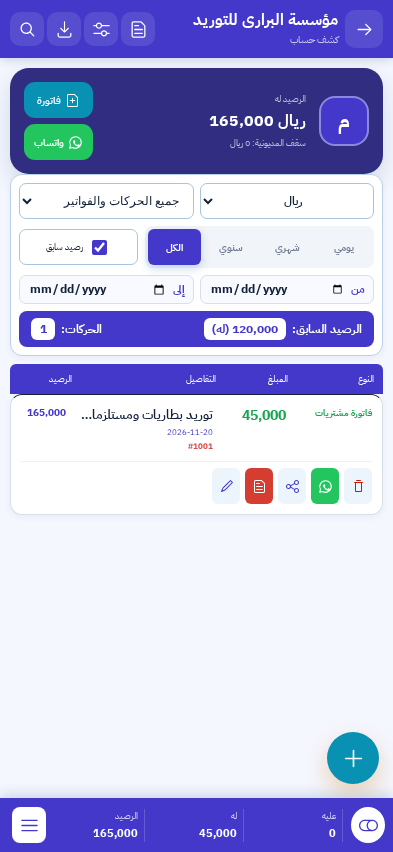 مؤسسة البراري للتوريد
كشف حساب
الرصيد له
165,000 ريال
سقف المديونية: 0 ريال
م
فاتورة
واتساب
ريال
جميع الحركات والفواتير
يومي
شهري
سنوي
الكل
رصيد سابق
من
mm/dd/yyyy
إلى
mm/dd/yyyy
الرصيد السابق: 120,000 (له)
الحركات: 1
النوع
المبلغ
التفاصيل
الرصيد
فاتورة مشتريات
45,000
توريد بطاريات ومستلزما...
165,000
2026-11-20
#1001
عليه
0
له
45,000
الرصيد
165,000